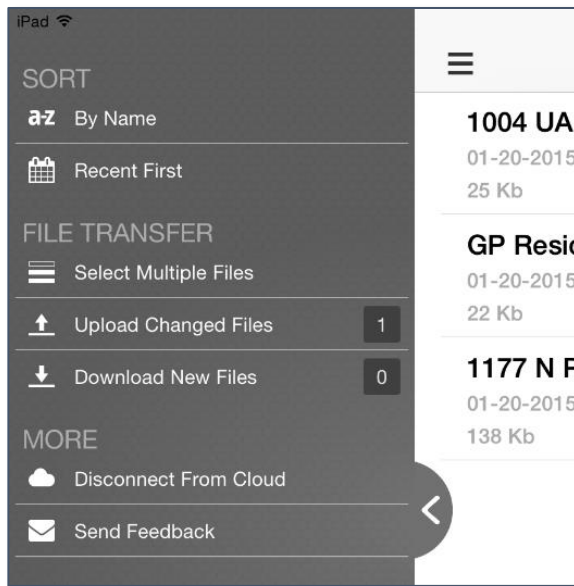 iPad
SORT
a-z By Name
Recent First
FILE TRANSFER
Select Multiple Files
Upload Changed Files 1
Download New Files 0
MORE
Disconnect From Cloud
Send Feedback
1004 UA
01-20-2015
25 Kb
GP Resi
01-20-2015
22 Kb
1177 N
01-20-2015
138 Kb